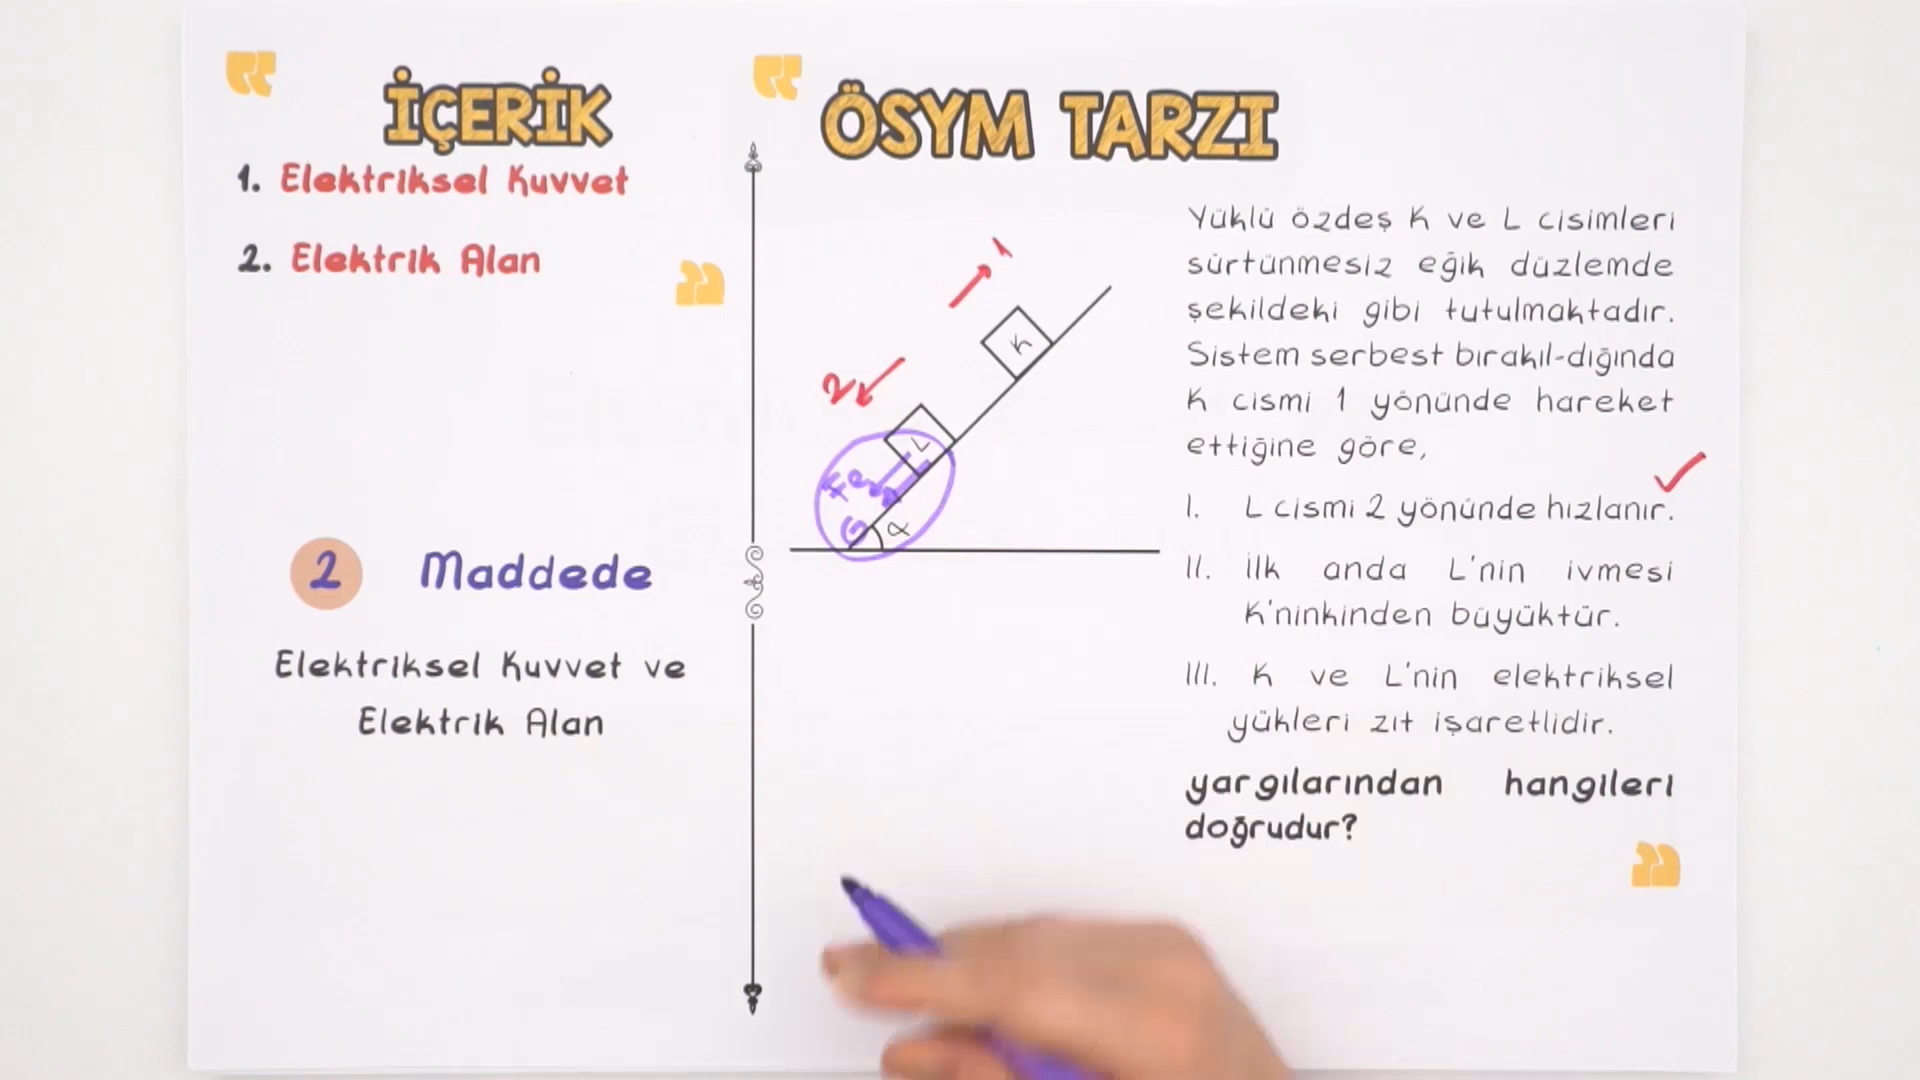 İÇERİK
1. Elektriksel Kuvvet
2. Elektrik Alan
2 Maddede
Elektriksel Kuvvet ve
Elektrik Alan
ÖSYM TARZI
1
K
2
L
Fe
G
α
Yüklü özdeş K ve L cisimleri
sürtünmesiz eğik düzlemde
şekildeki gibi tutulmaktadır.
Sistem serbest bırakıl-dığında
K cismi 1 yönünde hareket
ettiğine göre,
I. L cismi 2 yönünde hızlanır.
II. İlk anda L'nin ivmesi
K'ninkinden büyüktür.
III. K ve L'nin elektriksel
yükleri zıt işaretlidir.
yargılarından hangileri
doğrudur?